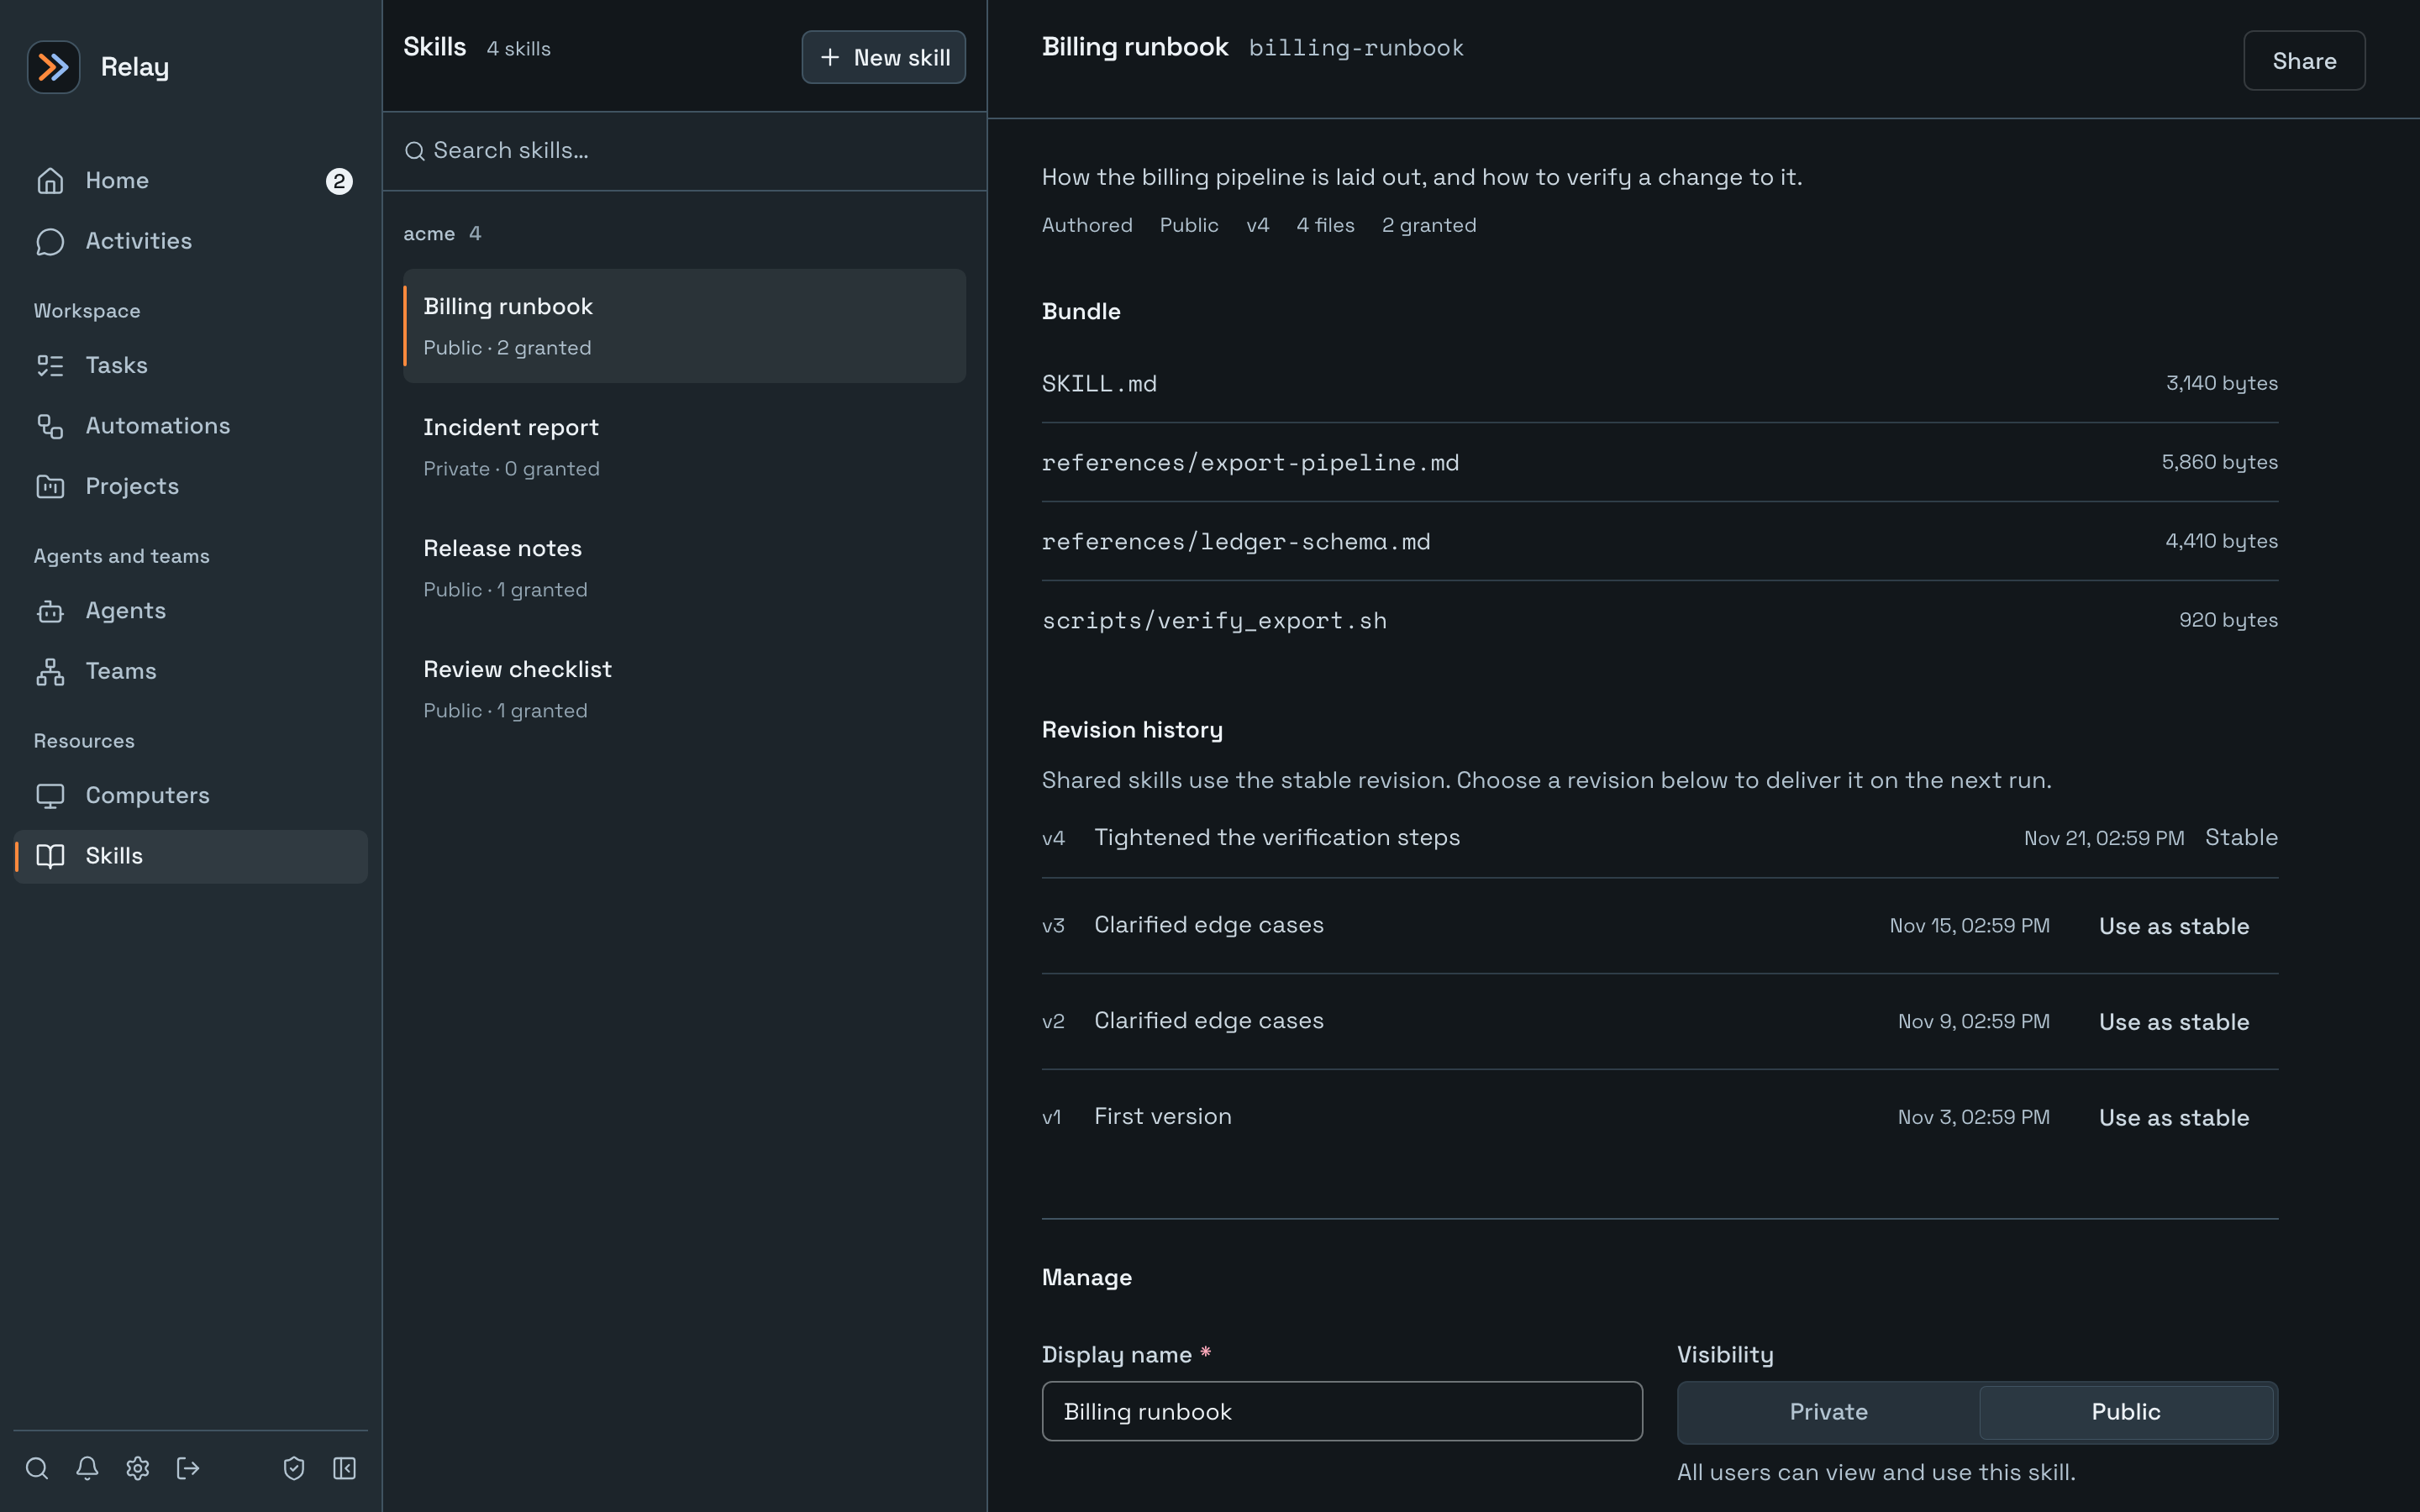 Relay
Home 2
Activities
Workspace
Tasks
Automations
Projects
Agents and teams
Agents
Teams
Resources
Computers
Skills
Skills 4 skills
New skill
Search skills...
acme 4
Billing runbook
Public · 2 granted
Incident report
Private · 0 granted
Release notes
Public · 1 granted
Review checklist
Public · 1 granted
Billing runbook billing-runbook
Share
How the billing pipeline is laid out, and how to verify a change to it.
Authored Public v4 4 files 2 granted
Bundle
SKILL.md 3,140 bytes
references/export-pipeline.md 5,860 bytes
references/ledger-schema.md 4,410 bytes
scripts/verify_export.sh 920 bytes
Revision history
Shared skills use the stable revision. Choose a revision below to deliver it on the next run.
v4 Tightened the verification steps Nov 21, 02:59 PM Stable
v3 Clarified edge cases Nov 15, 02:59 PM Use as stable
v2 Clarified edge cases Nov 9, 02:59 PM Use as stable
v1 First version Nov 3, 02:59 PM Use as stable
Manage
Display name * Visibility
Billing runbook Private Public
All users can view and use this skill.